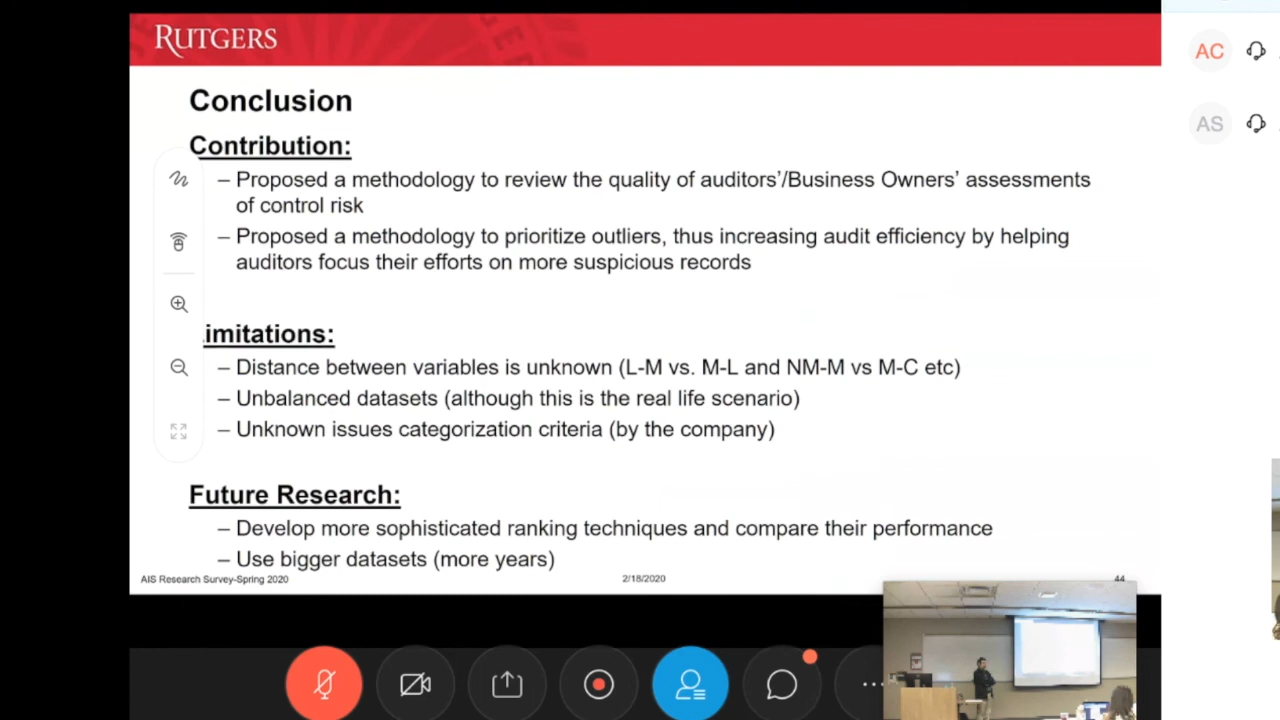 RUTGERS
AC
AS
Conclusion
Contribution:
– Proposed a methodology to review the quality of auditors’/Business Owners’ assessments
of control risk
– Proposed a methodology to prioritize outliers, thus increasing audit efficiency by helping
auditors focus their efforts on more suspicious records
imitations:
– Distance between variables is unknown (L-M vs. M-L and NM-M vs M-C etc)
– Unbalanced datasets (although this is the real life scenario)
– Unknown issues categorization criteria (by the company)
Future Research:
– Develop more sophisticated ranking techniques and compare their performance
– Use bigger datasets (more years)
AIS Research Survey-Spring 2020
2/18/2020
44